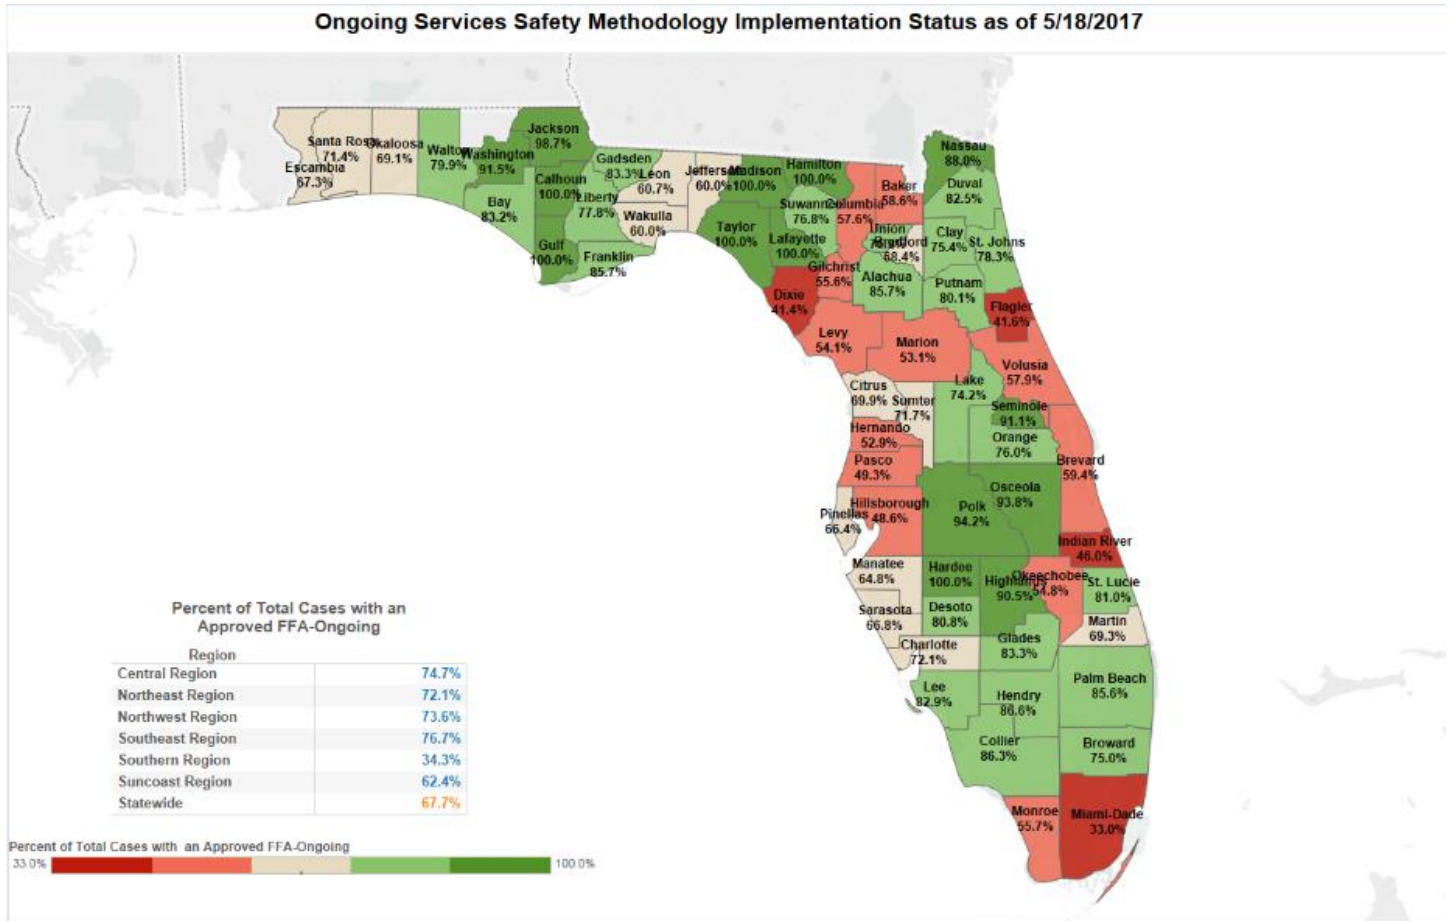 Ongoing Services Safety Methodology Implementation Status as of 5/18/2017
Jackson
98.7%
Santa Rosa
71.4%
Okaloosa
69.1%
Walton
79.9%
Washington
91.5%
Escambia
67.3%
Calhoun
100.0%
Gadsden
83.3%
Leon
60.7%
Jefferson
60.0%
Madison
100.0%
Hamilton
100.0%
Nassau
88.0%
Baker
58.6%
Duval
82.5%
Bay
83.2%
Liberty
77.8%
Wakulla
60.0%
Suwannee
76.8%
Columbia
57.6%
Taylor
100.0%
Lafayette
100.0%
Union
Bradford
68.4%
Clay
75.4%
St. Johns
78.3%
Gulf
100.0%
Franklin
85.7%
Gilchrist
55.6%
Alachua
85.7%
Putnam
80.1%
Dixie
41.4%
Flagler
41.6%
Levy
54.1%
Marion
53.1%
Volusia
57.9%
Citrus
69.9%
Sumter
71.7%
Lake
74.2%
Seminole
91.1%
Hernando
52.9%
Orange
76.0%
Pasco
49.3%
Brevard
59.4%
Osceola
93.8%
Polk
94.2%
Hillsborough
48.6%
Pinellas
66.4%
Indian River
46.0%
Manatee
64.8%
Hardee
100.0%
Highlands
90.5%
Okeechobee
54.8%
St. Lucie
81.0%
Sarasota
66.8%
Desoto
80.8%
Martin
69.3%
Charlotte
72.1%
Glades
83.3%
Lee
82.9%
Hendry
86.6%
Palm Beach
85.6%
Collier
86.3%
Broward
75.0%
Monroe
55.7%
Miami-Dade
33.0%
Percent of Total Cases with an
Approved FFA-Ongoing
Region
Central Region 74.7%
Northeast Region 72.1%
Northwest Region 73.6%
Southeast Region 76.7%
Southern Region 34.3%
Suncoast Region 62.4%
Statewide 67.7%
Percent of Total Cases with an Approved FFA-Ongoing
33.0% 100.0%